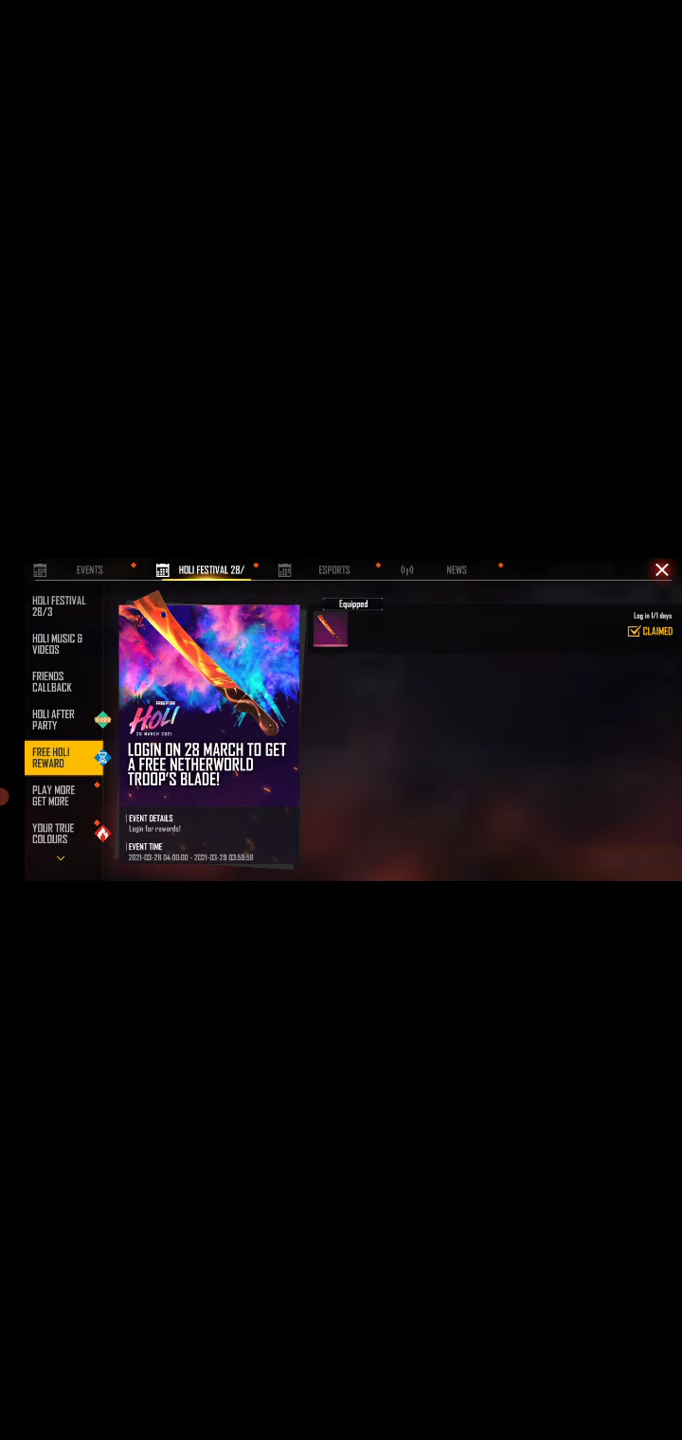 EVENTS
HOLI FESTIVAL 28/
ESPORTS
NEWS
HOLI FESTIVAL
28/3
HOLI MUSIC &
VIDEOS
FRIENDS
CALLBACK
HOLI AFTER
PARTY
FREE HOLI
REWARD
PLAY MORE
GET MORE
YOUR TRUE
COLOURS
FREE FIRE
HOLI
28 MARCH 2021
LOGIN ON 28 MARCH TO GET
A FREE NETHERWORLD
TROOP'S BLADE!
EVENT DETAILS
Login for rewards!
EVENT TIME
2021-03-28 04:00:00 - 2021-03-29 03:59:59
Equipped
Log in 1/1 days
CLAIMED